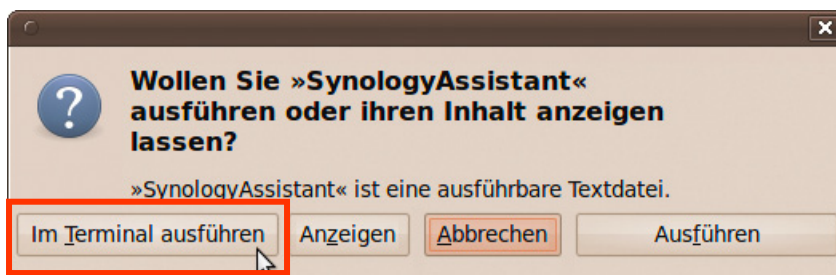 Wollen Sie »SynologyAssistant«
ausführen oder ihren Inhalt anzeigen
lassen?
»SynologyAssistant« ist eine ausführbare Textdatei.
Im Terminal ausführen Anzeigen Abbrechen Ausführen